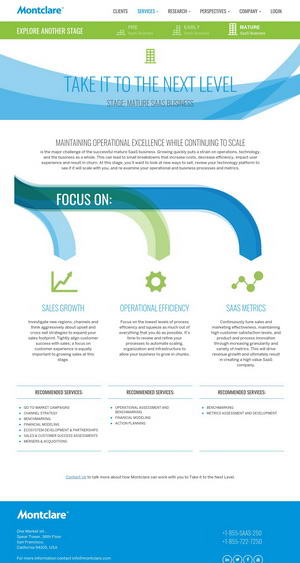 Montclare
CLIENTS SERVICES RESEARCH PERSPECTIVES COMPANY LOGIN
EXPLORE ANOTHER STAGE
PRE SaaS Business
EARLY SaaS Business
MATURE SaaS Business
TAKE IT TO THE NEXT LEVEL
STAGE: MATURE SAAS BUSINESS
MAINTAINING OPERATIONAL EXCELLENCE WHILE CONTINUING TO SCALE
is the major challenge of the successful mature SaaS business. Growing quickly puts a strain on operations, technology,
and the business as a whole. This can lead to small breakdowns that increase costs, decrease efficiency, impact user
experience and result in churn. At this stage, you'll want to look at new ways to sell, review your technology platform to
see if it will scale with you, and re-examine your operational and business processes and metrics.
FOCUS ON:
SALES GROWTH
Investigate new regions, channels and
think aggressively about upsell and
cross sell strategies to expand your
sales footprint. Tightly align customer
success with sales; a focus on
customer experience is equally
important to growing sales at this
stage
OPERATIONAL EFFICIENCY
Focus on the lowest levels of process
efficiency and squeeze as much out of
everything that you do as possible. It's
time to review and refine your
processes to automate scaling,
organization and infrastructure to
allow your business to grow in chunks.
SAAS METRICS
Continuously tune sales and
marketing effectiveness, maintaining
high customer satisfaction levels, and
product and process innovation
through increasing granularity and
variety of metrics. This will drive
revenue growth and ultimately result
in creating a high value SaaS
company.
RECOMMENDED SERVICES:
GO TO MARKET CAMPAIGNS
CHANNEL STRATEGY
BENCHMARKING
FINANCIAL MODELING
ECOSYSTEM DEVELOPMENT & PARTNERSHIPS
SALES & CUSTOMER SUCCESS ASSESSMENTS
MERGERS & ACQUISITIONS
RECOMMENDED SERVICES:
OPERATIONAL ASSESSMENT AND
BENCHMARKING
FINANCIAL MODELING
ACTION PLANNING
RECOMMENDED SERVICES:
BENCHMARKING
METRICS ASSESSMENT AND DEVELOPMENT
Contact us to talk more about how Montclare can work with you to Take it to the Next Level.
Montclare
One Market st.
Spear Tower, 36th Floor
San Francisco,
California 94105, USA
For more information contact info@montclare.com
+1-855-SAAS-250
+1-855-722-7250